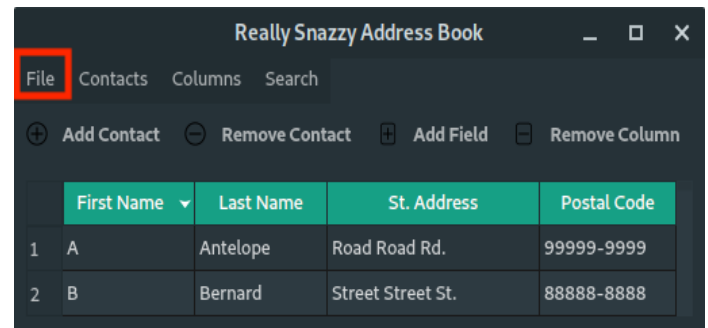 Really Snazzy Address Book
File Contacts Columns Search
Add Contact Remove Contact Add Field Remove Column
First Name Last Name St. Address Postal Code
1 A Antelope Road Road Rd. 99999-9999
2 B Bernard Street Street St. 88888-8888